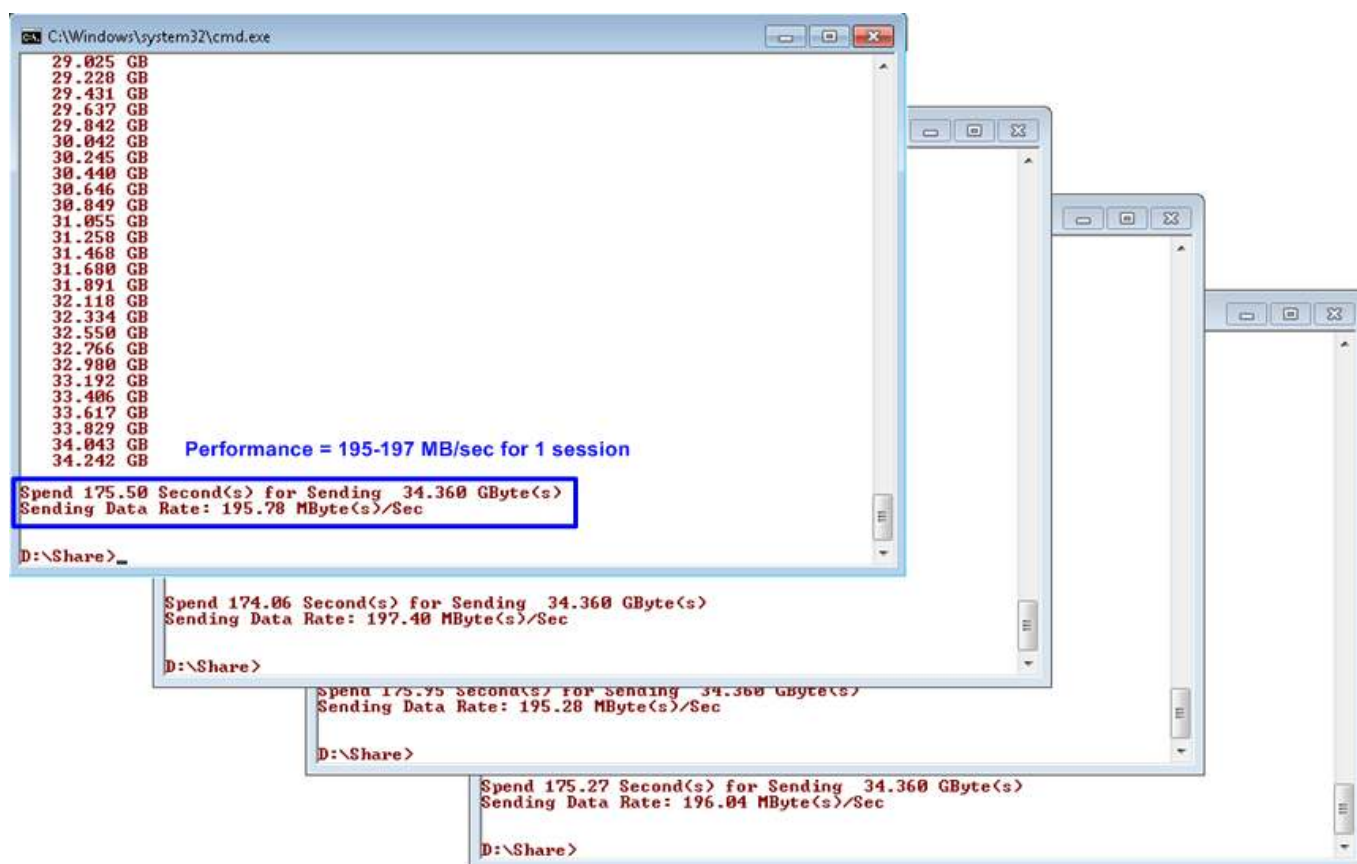 C:\Windows\system32\cmd.exe
29.025 GB
29.228 GB
29.431 GB
29.637 GB
29.842 GB
30.042 GB
30.245 GB
30.440 GB
30.646 GB
30.849 GB
31.055 GB
31.258 GB
31.468 GB
31.680 GB
31.891 GB
32.118 GB
32.334 GB
32.550 GB
32.766 GB
32.980 GB
33.192 GB
33.406 GB
33.617 GB
33.829 GB
34.043 GB
34.242 GB
Performance = 195-197 MB/sec for 1 session
Spend 175.50 Second(s) for Sending  34.360 GByte(s)
Sending Data Rate: 195.78 MByte(s)/Sec
D:\Share>_
Spend 174.06 Second(s) for Sending  34.360 GByte(s)
Sending Data Rate: 197.40 MByte(s)/Sec
D:\Share>
Spend 175.95 Second(s) for Sending  34.360 GByte(s)
Sending Data Rate: 195.28 MByte(s)/Sec
D:\Share>
Spend 175.27 Second(s) for Sending  34.360 GByte(s)
Sending Data Rate: 196.04 MByte(s)/Sec
D:\Share>